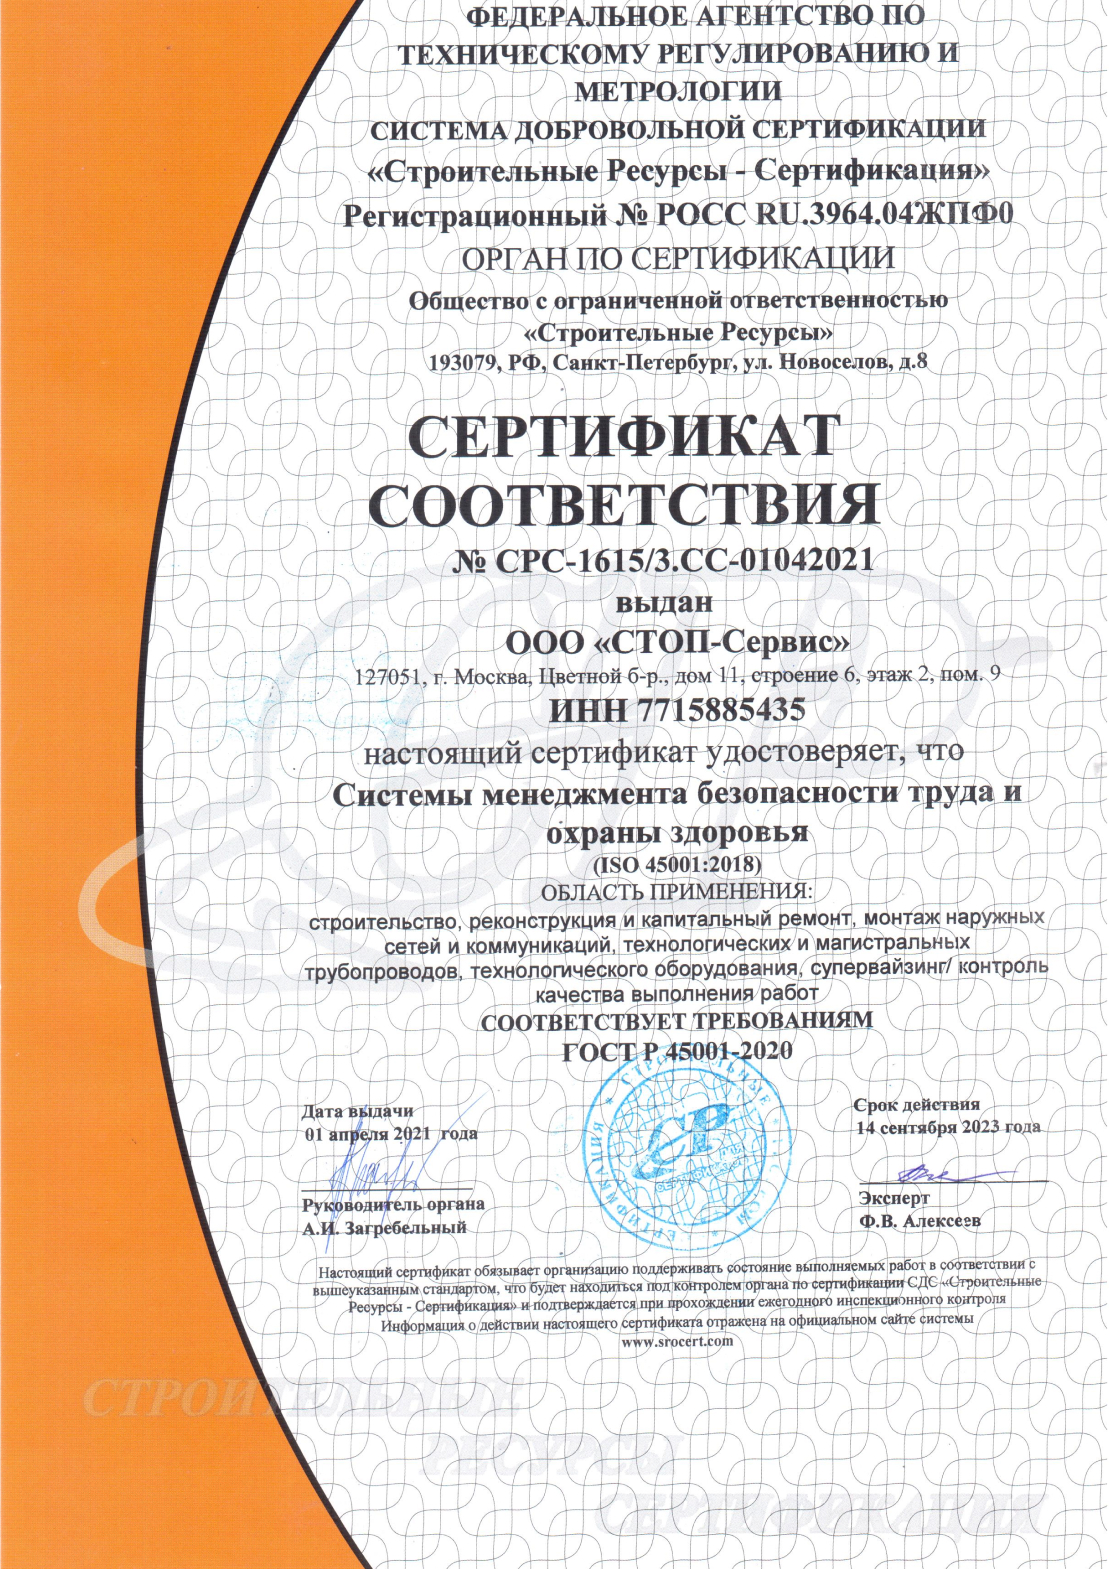 ФЕДЕРАЛЬНОЕ АГЕНТСТВО ПО
ТЕХНИЧЕСКОМУ РЕГУЛИРОВАНИЮ И
МЕТРОЛОГИИ
СИСТЕМА ДОБРОВОЛЬНОЙ СЕРТИФИКАЦИИ
«Строительные Ресурсы - Сертификация»
Регистрационный № РОСС RU.3964.04ЖПФ0
ОРГАН ПО СЕРТИФИКАЦИИ
Общество с ограниченной ответственностью
«Строительные Ресурсы»
193079, РФ, Санкт-Петербург, ул. Новоселов, д.8
СЕРТИФИКАТ
СООТВЕТСТВИЯ
№ СРС-1615/3.СС-01042021
выдан
ООО «СТОП-Сервис»
127051, г. Москва, Цветной б-р., дом 11, строение 6, этаж 2, пом. 9
ИНН 7715885435
настоящий сертификат удостоверяет, что
Системы менеджмента безопасности труда и
охраны здоровья
(ISO 45001:2018)
ОБЛАСТЬ ПРИМЕНЕНИЯ:
строительство, реконструкция и капитальный ремонт, монтаж наружных
сетей и коммуникаций, технологических и магистральных
трубопроводов, технологического оборудования, супервайзинг/ контроль
качества выполнения работ
СООТВЕТСТВУЕТ ТРЕБОВАНИЯМ
ГОСТ Р 45001-2020
Дата выдачи
01 апреля 2021 года
Руководитель органа
А.И. Загребельный
СР
Срок действия
14 сентября 2023 года
Эксперт
Ф.В. Алексеев
Настоящий сертификат обязывает организацию поддерживать состояние выполняемых работ в соответствии с
вышеуказанным стандартом, что будет находиться под контролем органа по сертификации СДС «Строительные
Ресурсы - Сертификация» и подтверждается при прохождении ежегодного инспекционного контроля
Информация о действии настоящего сертификата отражена на официальном сайте системы
www.srocert.com
СТРОИТЕЛЬНЫЕ
РЕСУРСЫ
СЕРТИФИКАЦИЯ